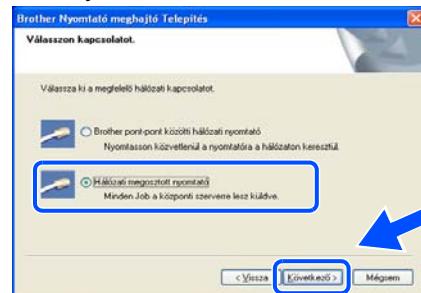 Brother Nyomtató meghajtó Telepítés
Válasszon kapcsolatot.
Válassza ki a megfelelő hálózati kapcsolatot.
Brother pont-pont közötti hálózati nyomtató
Nyomtasson közvetlenül a nyomtatóra a hálózaton keresztül.
Hálózati megosztott nyomtató
Minden Job a központi szerverre lesz küldve.
< Vissza
Következő >
Mégsem